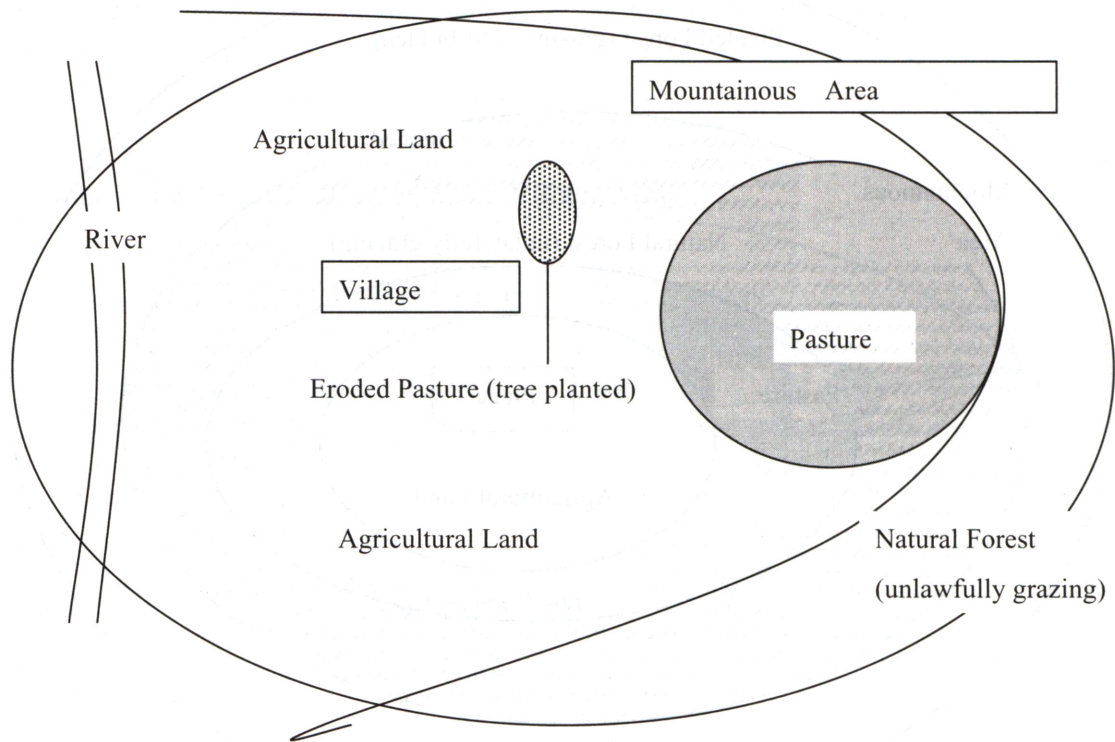 Mountainous Area
Agricultural Land
River
Village
Pasture
Eroded Pasture (tree planted)
Agricultural Land
Natural Forest
(unlawfully grazing)